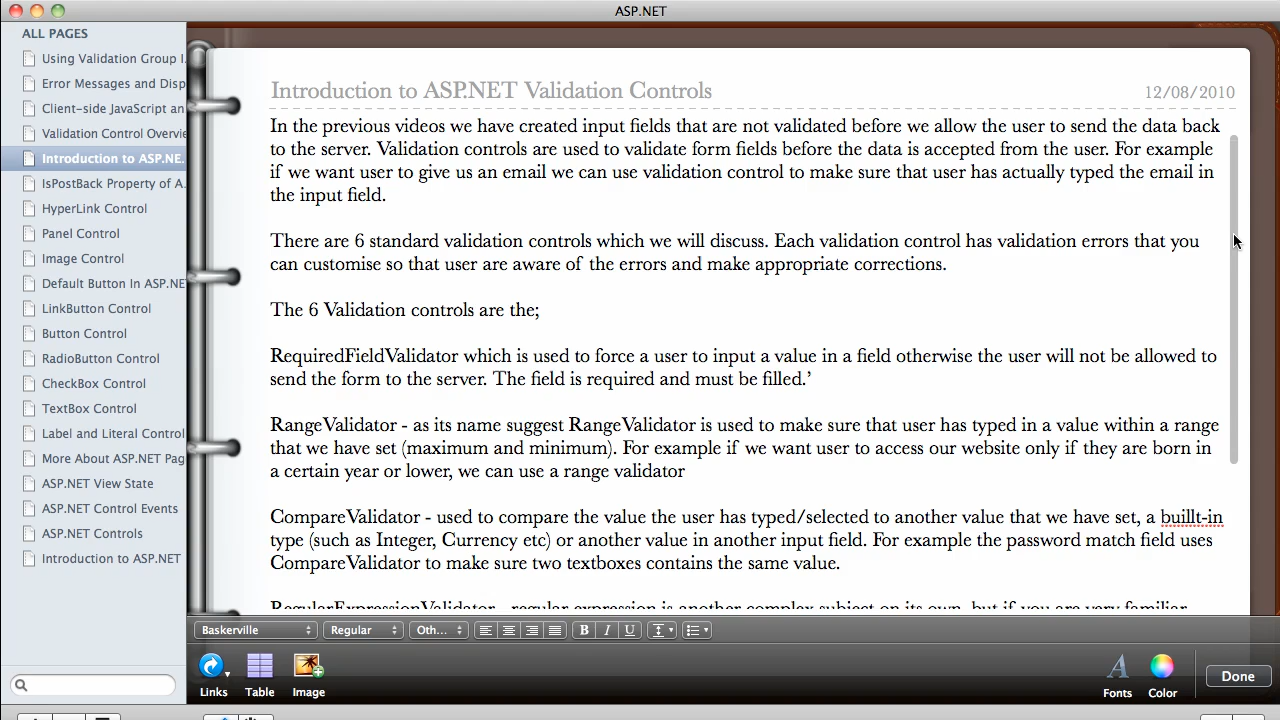 ASP.NET
ALL PAGES
Using Validation Group I
Error Messages and Disp
Client-side JavaScript an
Validation Control Overvie
Introduction to ASP.NE.
IsPostBack Property of A.
HyperLink Control
Panel Control
Image Control
Default Button In ASP.NE
LinkButton Control
Button Control
RadioButton Control
CheckBox Control
TextBox Control
Label and Literal Control
More About ASP.NET Pag
ASP.NET View State
ASP.NET Control Events
ASP.NET Controls
Introduction to ASP.NET
Introduction to ASP.NET Validation Controls
12/08/2010
In the previous videos we have created input fields that are not validated before we allow the user to send the data back
to the server. Validation controls are used to validate form fields before the data is accepted from the user. For example
if we want user to give us an email we can use validation control to make sure that user has actually typed the email in
the input field.
There are 6 standard validation controls which we will discuss. Each validation control has validation errors that you
can customise so that user are aware of the errors and make appropriate corrections.
The 6 Validation controls are the;
RequiredFieldValidator which is used to force a user to input a value in a field otherwise the user will not be allowed to
send the form to the server. The field is required and must be filled.’
RangeValidator - as its name suggest RangeValidator is used to make sure that user has typed in a value within a range
that we have set (maximum and minimum). For example if we want user to access our website only if they are born in
a certain year or lower, we can use a range validator
CompareValidator - used to compare the value the user has typed/selected to another value that we have set, a buillt-in
type (such as Integer, Currency etc) or another value in another input field. For example the password match field uses
CompareValidator to make sure two textboxes contains the same value.
RegularExpressionValidator - regular expression is another complex subject on its own, but if you are very familiar
Baskerville
Regular
Oth...
B I U
Links
Table
Image
Fonts
Color
Done